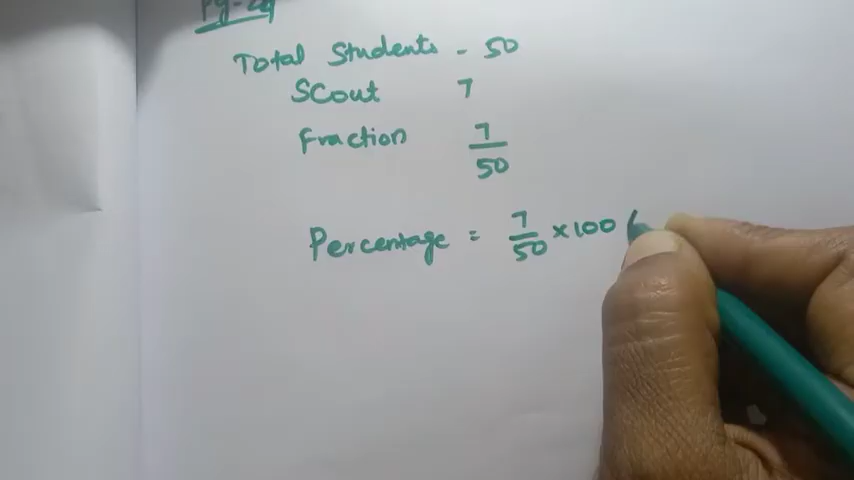 Total Students - 50
Scout 7
Fraction 7/50
Percentage = 7/50 × 100